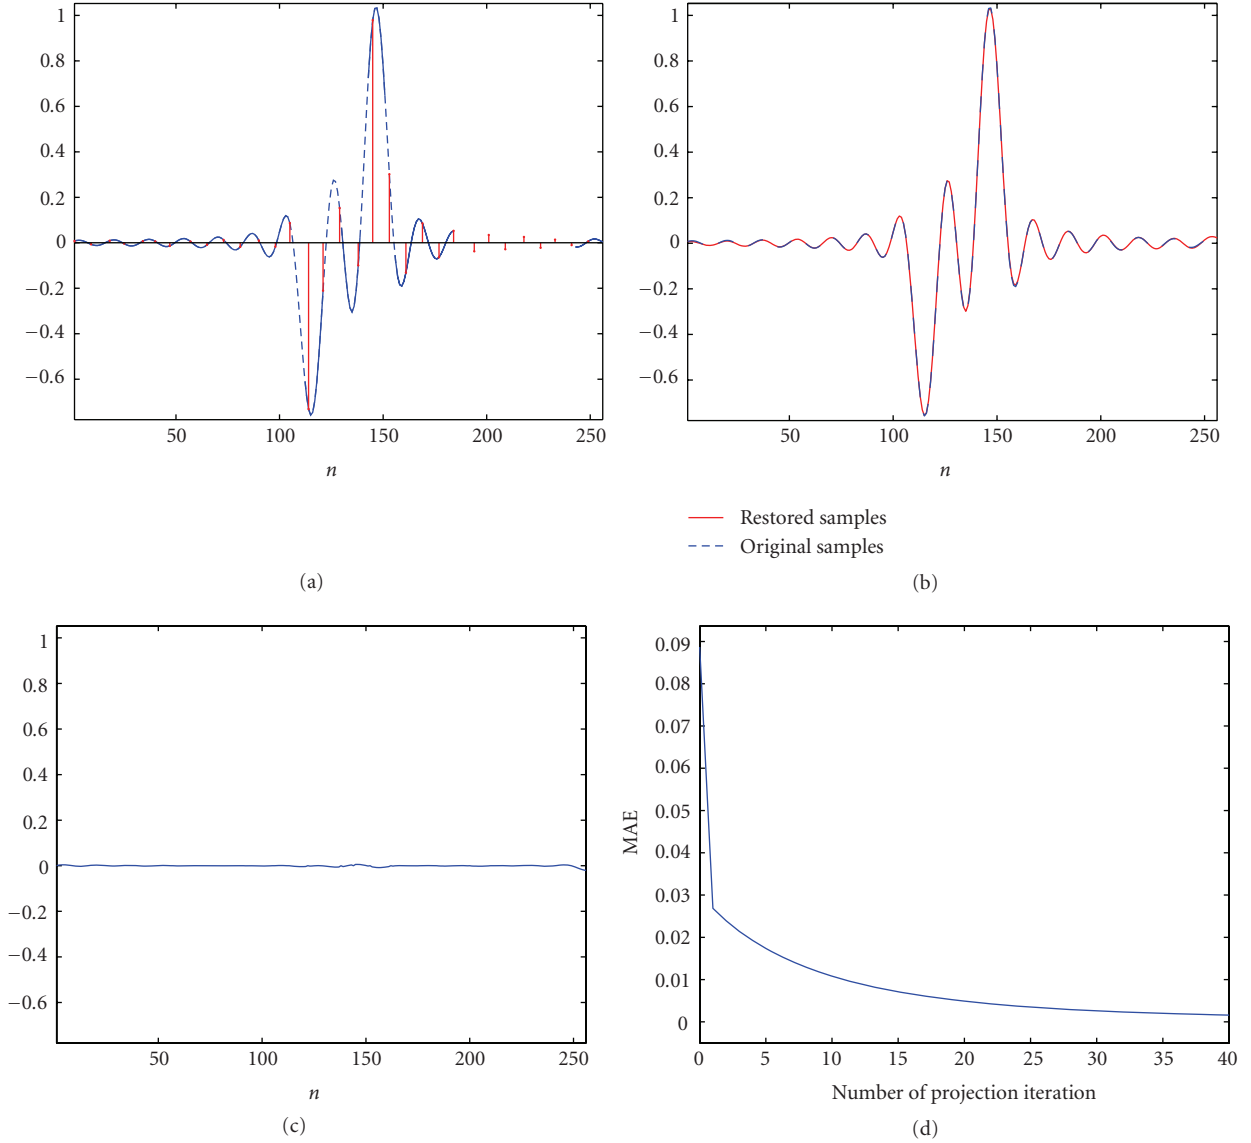 1
0.8
0.6
0.4
0.2
0
−0.2
−0.4
−0.6
50 100 150 200 250
n
(a)
1
0.8
0.6
0.4
0.2
0
−0.2
−0.4
−0.6
50 100 150 200 250
n
Restored samples
Original samples
(b)
1
0.8
0.6
0.4
0.2
0
−0.2
−0.4
−0.6
50 100 150 200 250
n
(c)
0.09
0.08
0.07
0.06
0.05
0.04
0.03
0.02
0.01
0
MAE
0 5 10 15 20 25 30 35 40
Number of projection iteration
(d)